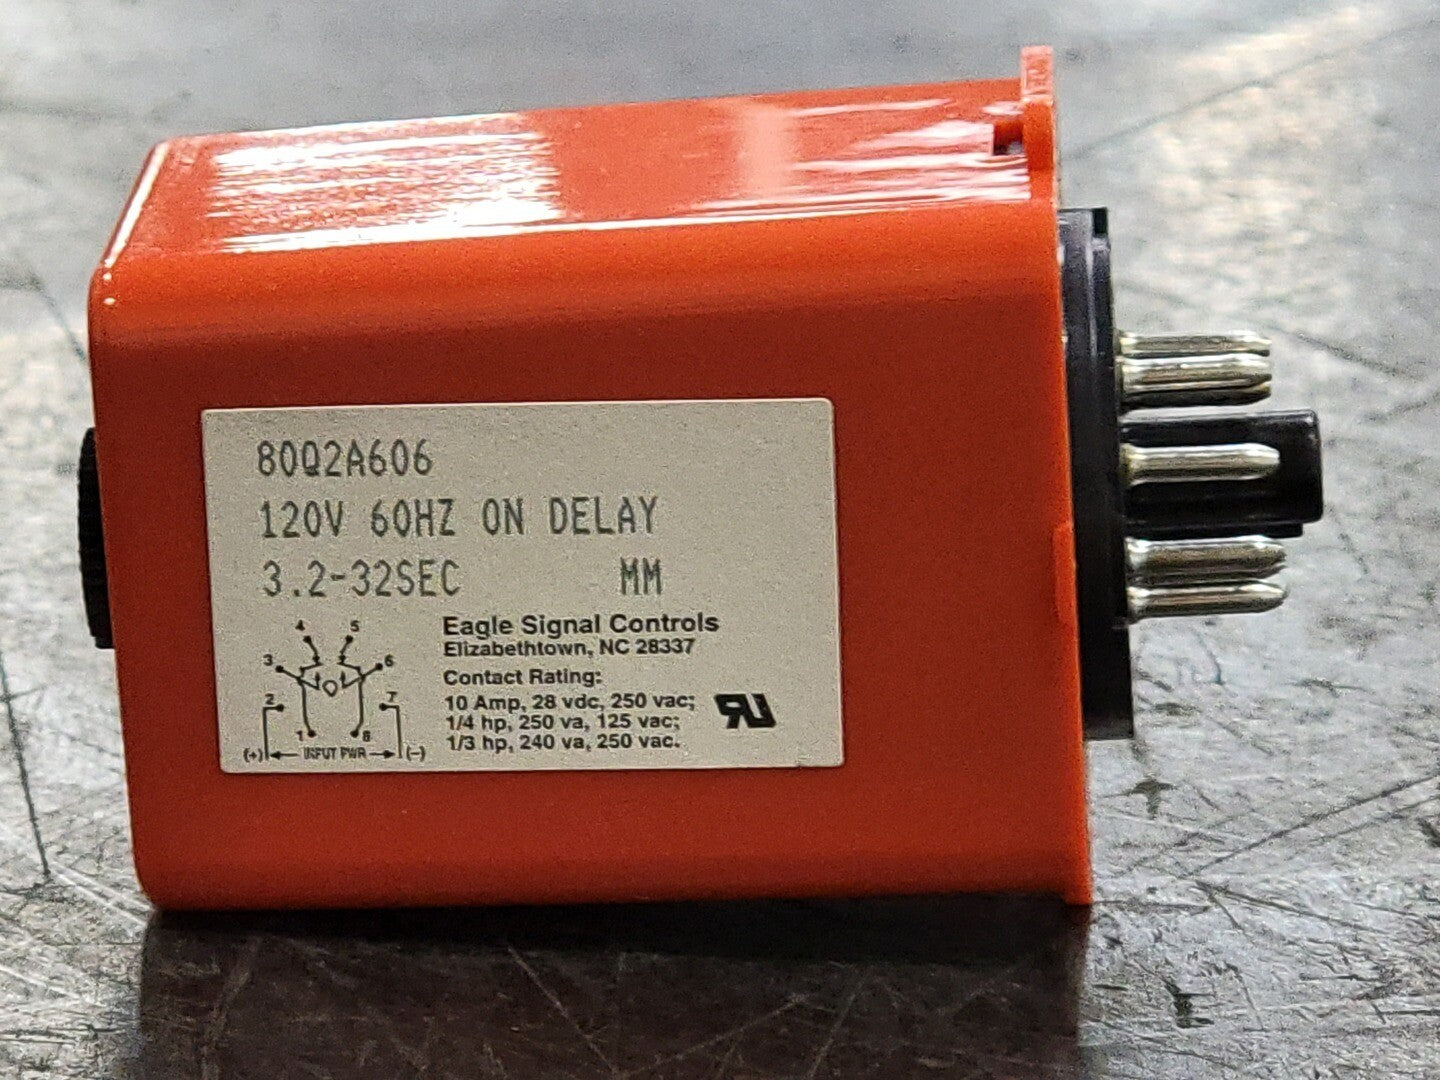 80Q2A606
120V 60HZ ON DELAY
3.2-32SEC MM
Eagle Signal Controls
Elizabethtown, NC 28337
Contact Rating:
10 Amp, 28 vdc, 250 vac;
1/4 hp, 250 va, 125 vac;
1/3 hp, 240 va, 250 vac.
4 5
3 6
2 7
1 8
(+) INPUT PWR (-)